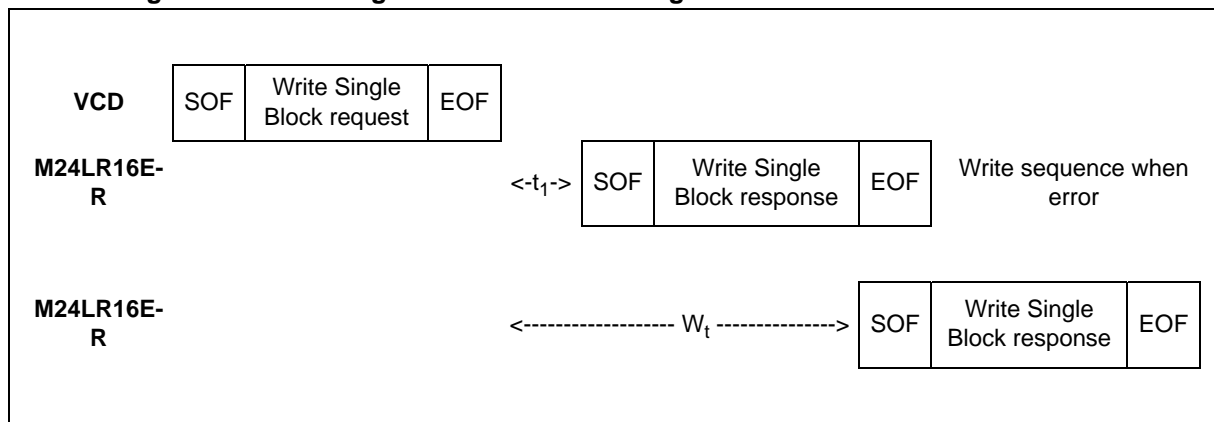 VCD SOF Write Single Block request EOF
M24LR16E-R <-t1-> SOF Write Single Block response EOF Write sequence when error
M24LR16E-R <------------------- Wt ---------------> SOF Write Single Block response EOF